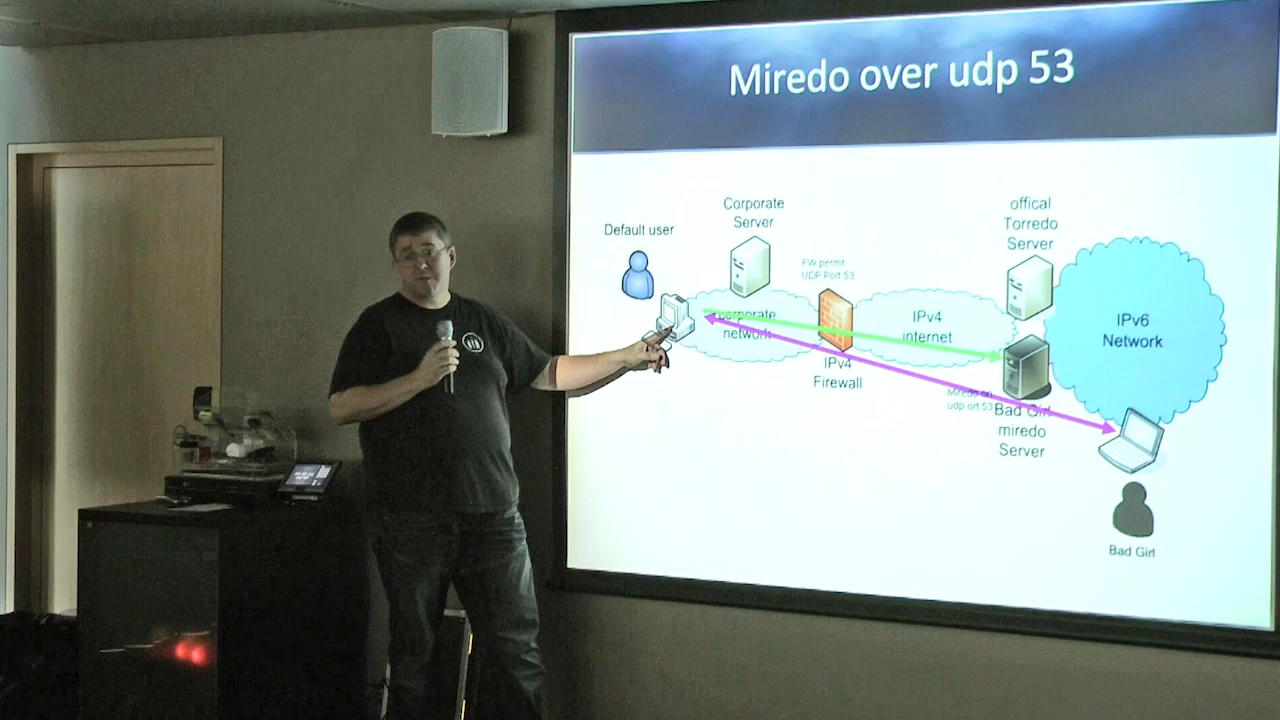 Miredo over udp 53
Corporate
Server
offical
Torredo
Server
Default user
FW permit
UDP Port 53
corporate
network
IPv4
internet
IPv6
Network
IPv4
Firewall
Miredo on
udp ort 53
Bad Girl
miredo
Server
Bad Girl